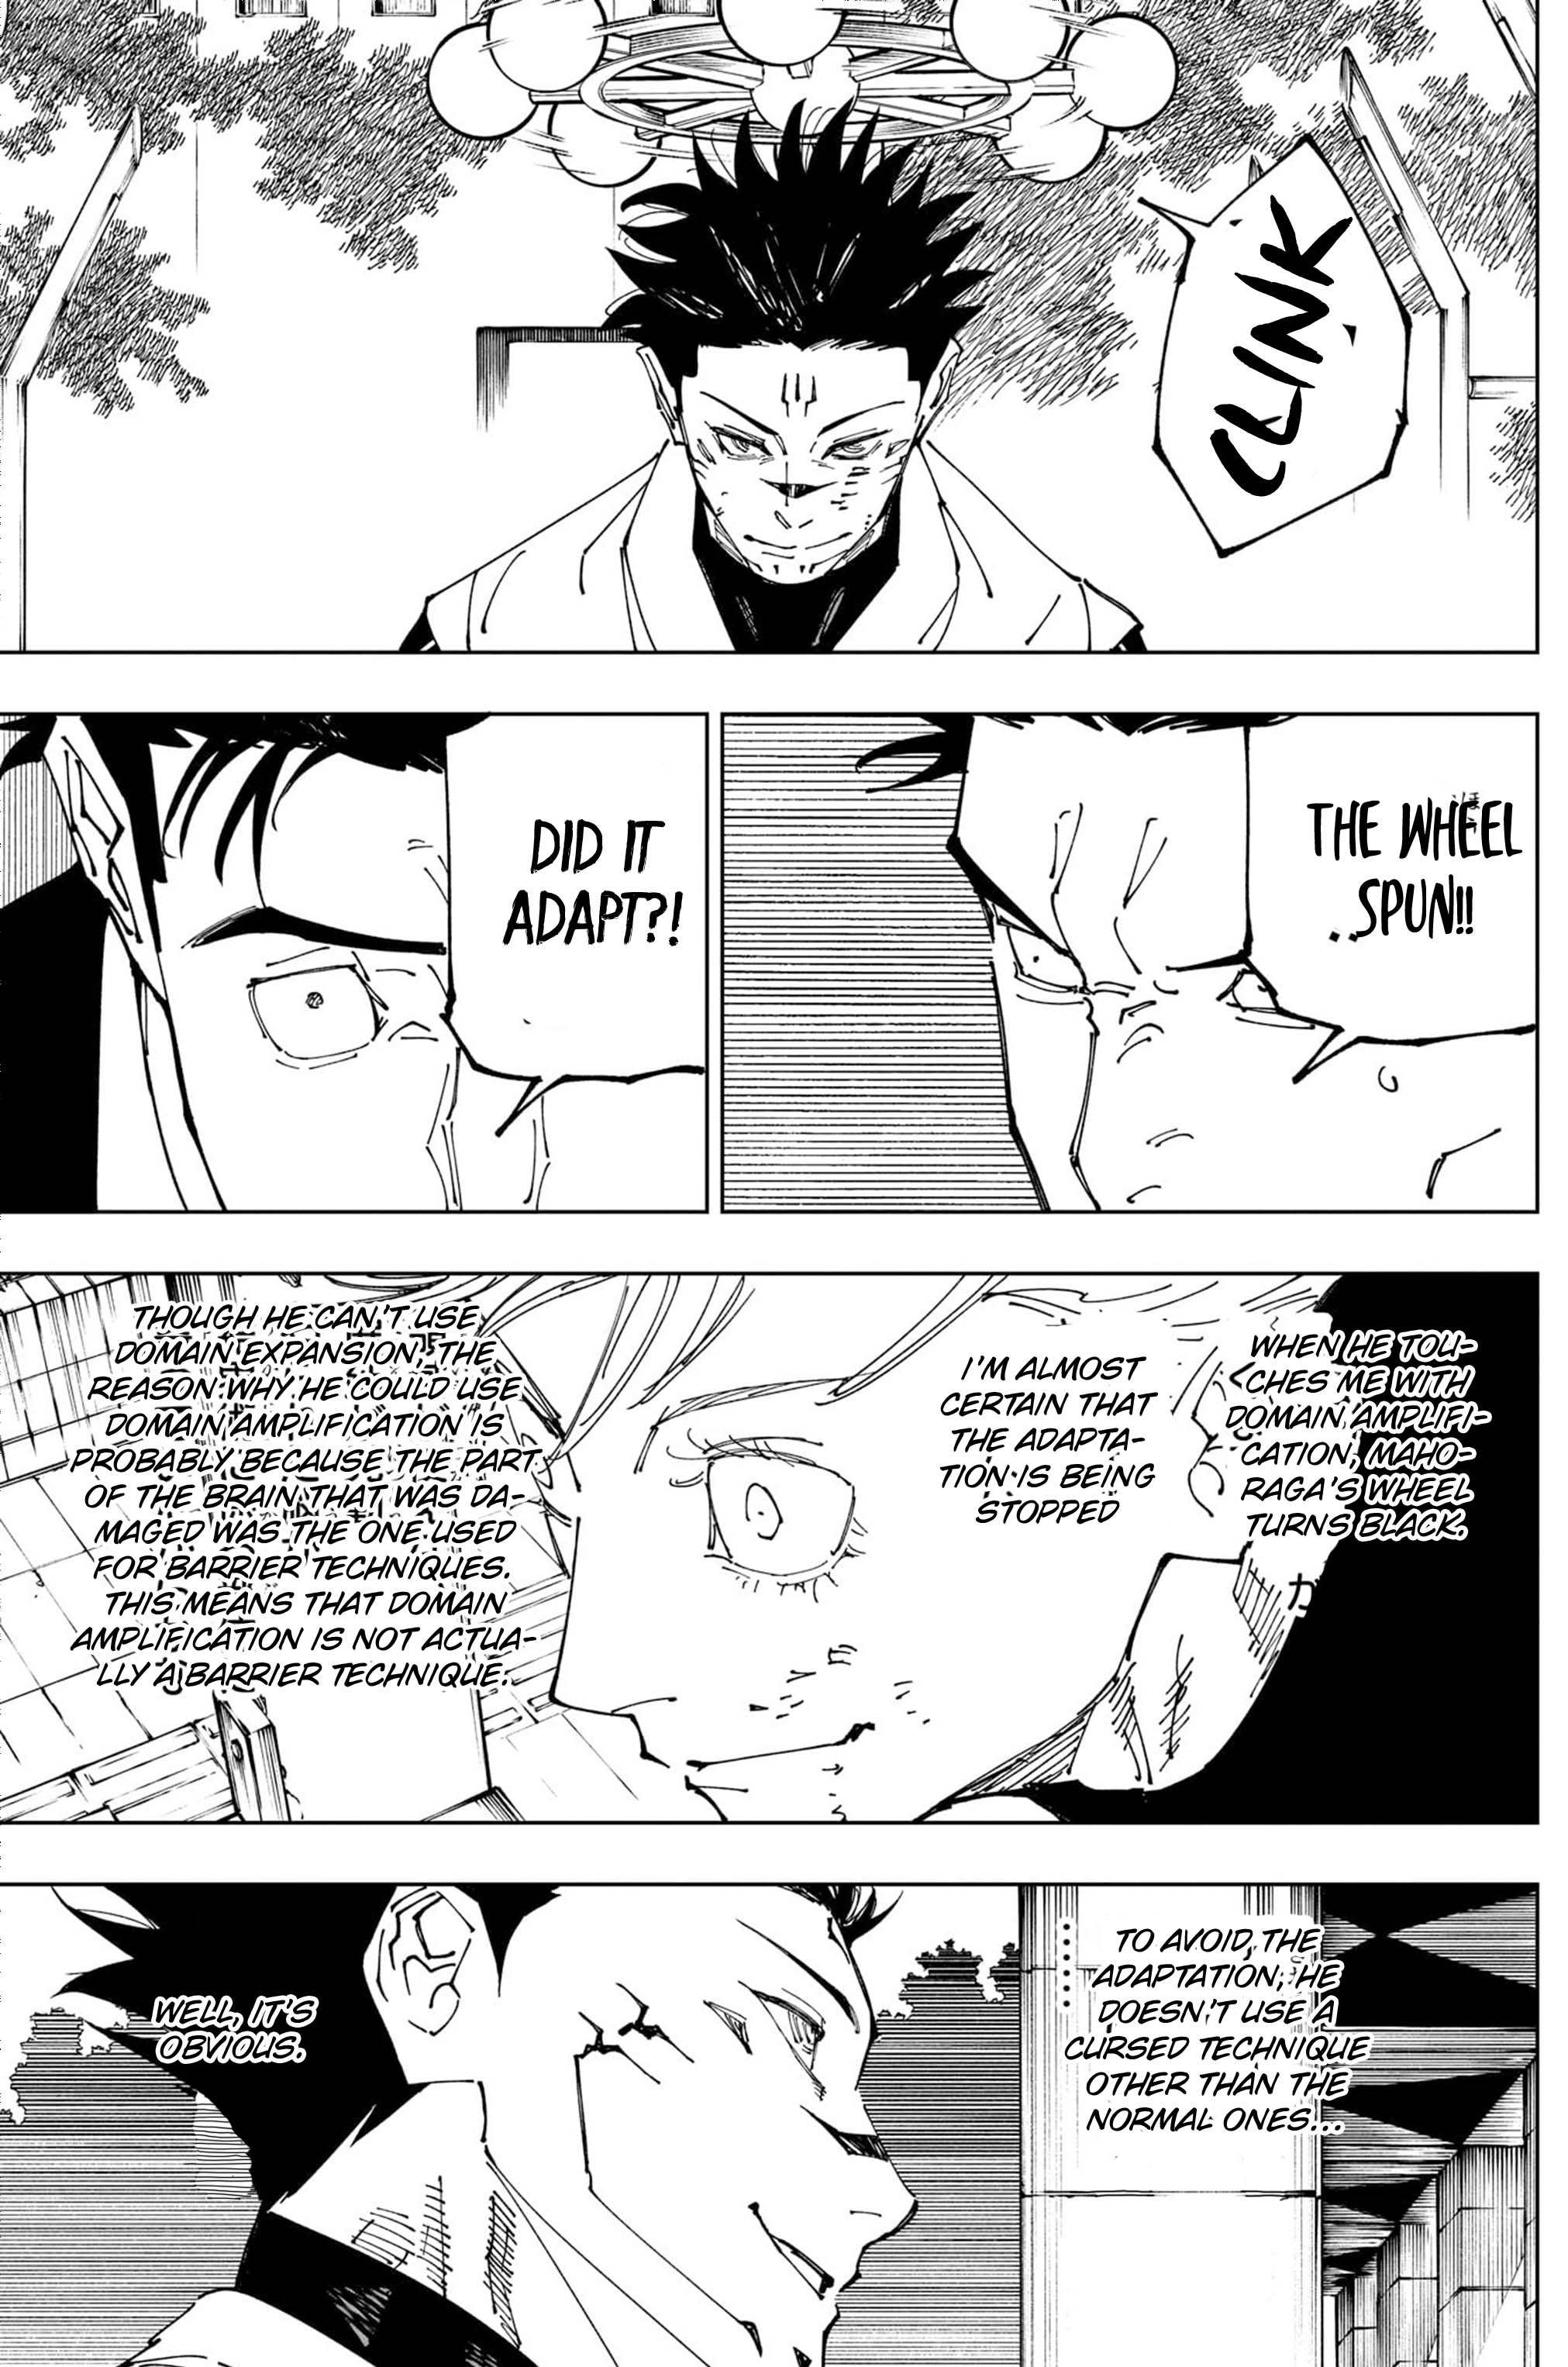 CLINK
THE WHEEL
SPUN!!
DID IT
ADAPT?!
WHEN HE TOU-
CHES ME WITH
DOMAIN AMPLIFI-
CATION, MAHO-
RAGA'S WHEEL
TURNS BLACK.
I'M ALMOST
CERTAIN THAT
THE ADAPTA-
TION IS BEING
STOPPED
THOUGH HE CAN'T USE
DOMAIN EXPANSION, THE
REASON WHY HE COULD USE
DOMAIN AMPLIFICATION IS
PROBABLY BECAUSE THE PART
OF THE BRAIN THAT WAS DA-
MAGED WAS THE ONE USED
FOR BARRIER TECHNIQUES.
THIS MEANS THAT DOMAIN
AMPLIFICATION IS NOT ACTUA-
LLY A BARRIER TECHNIQUE.
TO AVOID THE
ADAPTATION, HE
DOESN'T USE A
CURSED TECHNIQUE
OTHER THAN THE
NORMAL ONES...
WELL, IT'S
OBVIOUS.